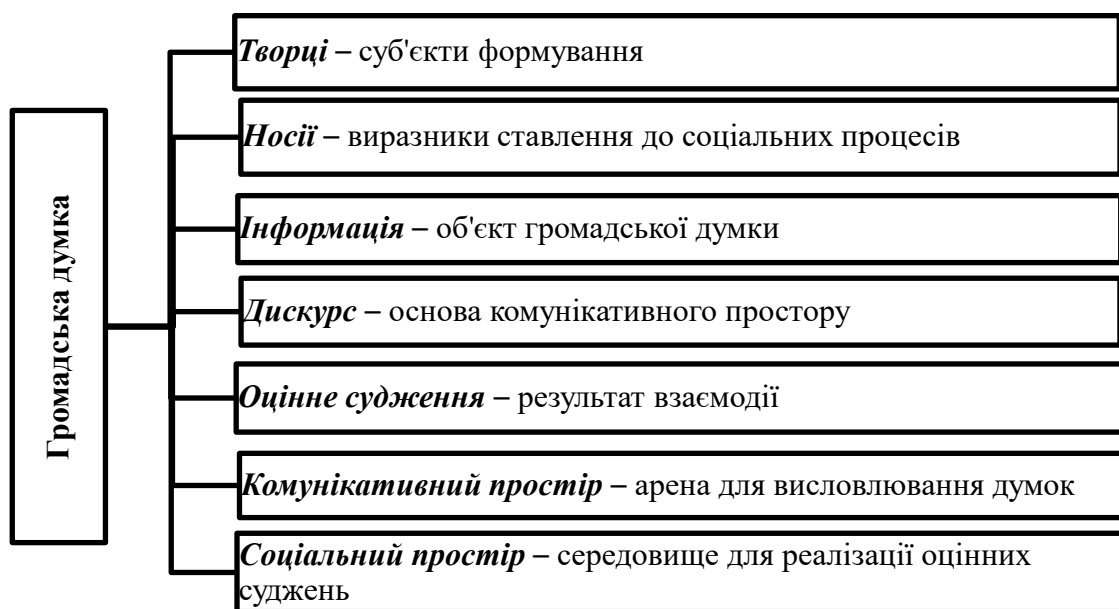 Громадська думка
Творці – суб'єкти формування
Носії – виразники ставлення до соціальних процесів
Інформація – об'єкт громадської думки
Дискурс – основа комунікативного простору
Оцінне судження – результат взаємодії
Комунікативний простір – арена для висловлювання думок
Соціальний простір – середовище для реалізації оцінних
суджень